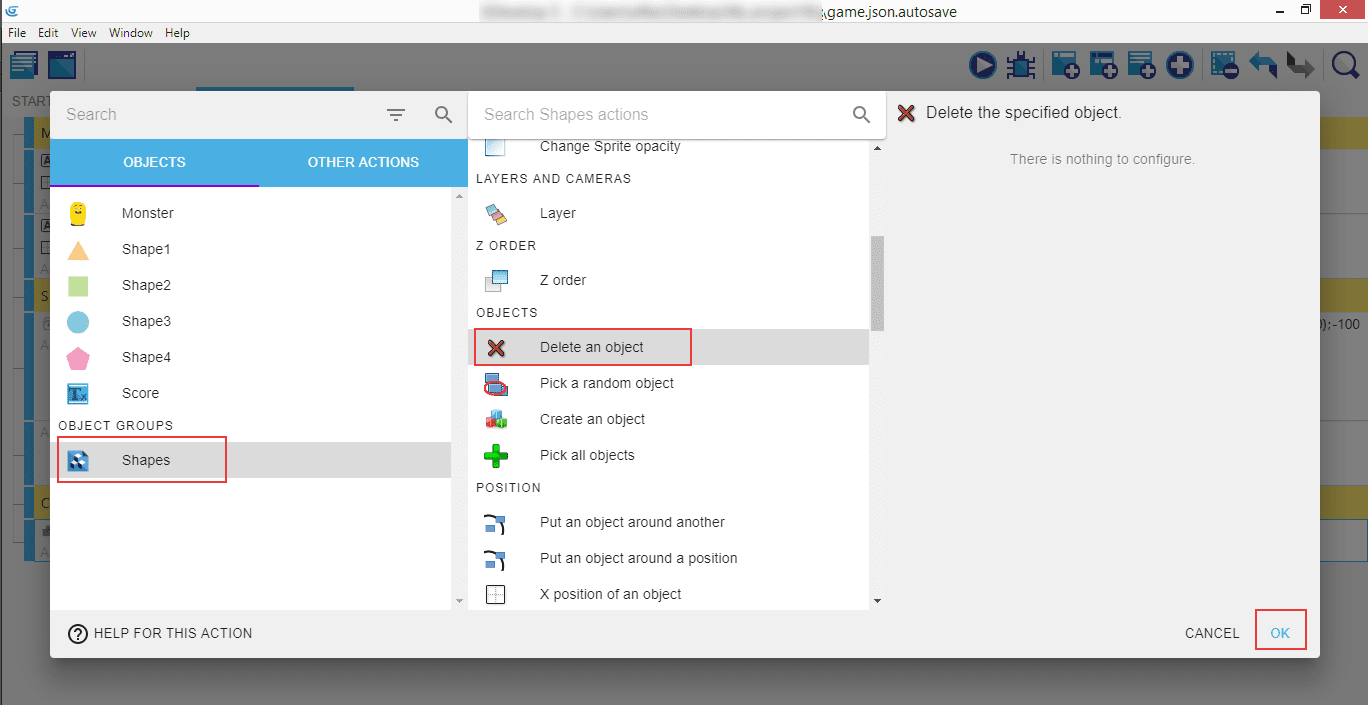 \game.json.autosave
File Edit View Window Help
START
Search
Search Shapes actions
Delete the specified object.
OBJECTS
OTHER ACTIONS
There is nothing to configure.
Monster
Shape1
Shape2
Shape3
Shape4
Score
OBJECT GROUPS
Shapes
Change Sprite opacity
LAYERS AND CAMERAS
Layer
Z ORDER
Z order
OBJECTS
Delete an object
Pick a random object
Create an object
Pick all objects
POSITION
Put an object around another
Put an object around a position
X position of an object
);-100
? HELP FOR THIS ACTION
CANCEL
OK